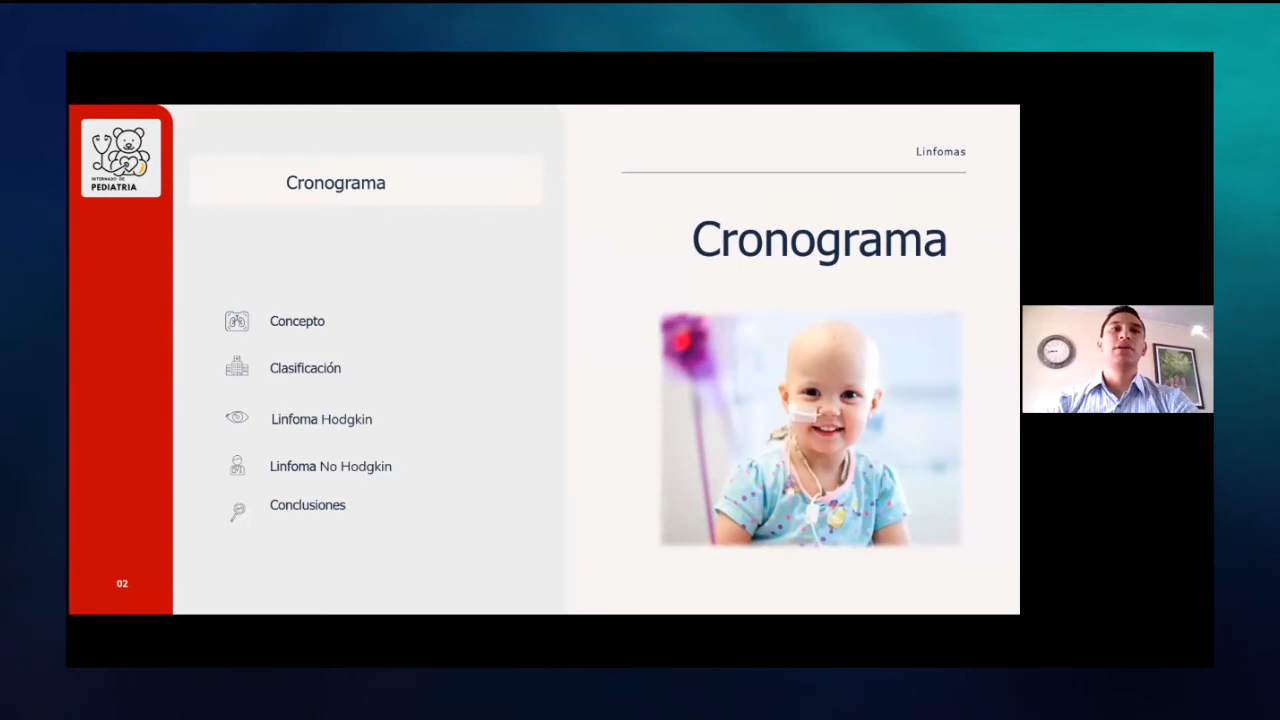 INTERNADO DE
PEDIATRIA
Cronograma
Concepto
Clasificación
Linfoma Hodgkin
Linfoma No Hodgkin
Conclusiones
02
Linfomas
Cronograma